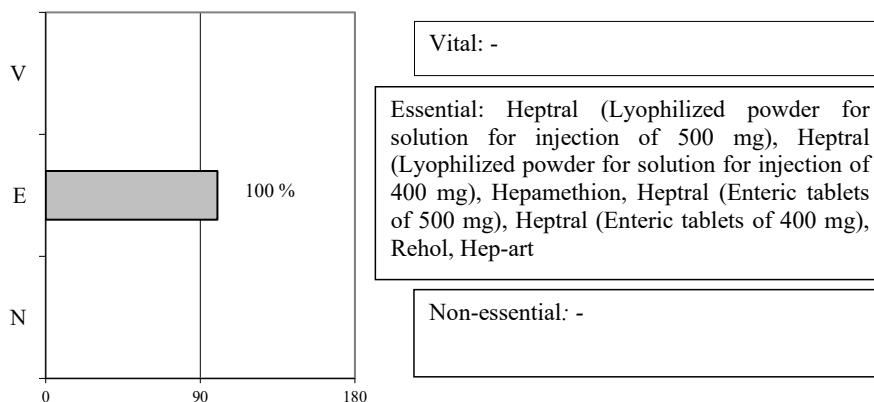 V
E
N
100 %
0
90
180
Vital: -
Essential: Heptral (Lyophilized powder for
solution for injection of 500 mg), Heptral
(Lyophilized powder for solution for injection of
400 mg), Hepamethion, Heptral (Enteric tablets
of 500 mg), Heptral (Enteric tablets of 400 mg),
Rehol, Hep-art
Non-essential: -